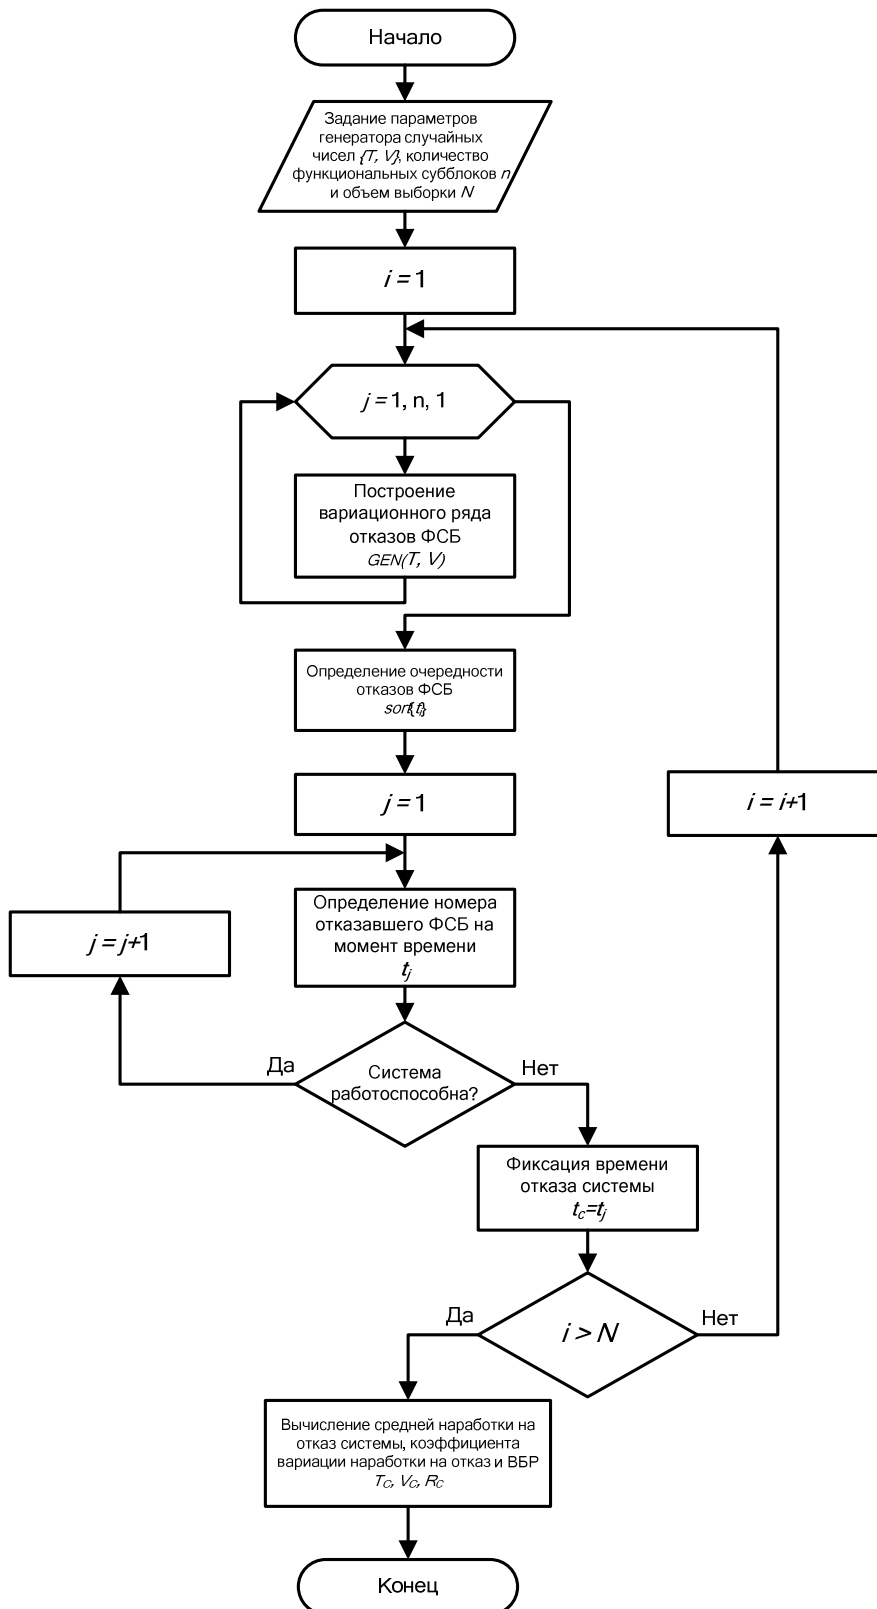 Начало
Задание параметров
генератора случайных
чисел {T, V}, количество
функциональных субблоков n
и объем выборки N
i = 1
j = 1, n, 1
Построение
вариационного ряда
отказов ФСБ
GEN(T, V)
Определение очередности
отказов ФСБ
sort{tj}
j = 1
i = i+1
Определение номера
отказавшего ФСБ на
момент времени
tj
j = j+1
Да
Нет
Система
работоспособна?
Фиксация времени
отказа системы
tc=tj
Да
Нет
i > N
Вычисление средней наработки на
отказ системы, коэффициента
вариации наработки на отказ и ВБР
TC, VC, RC
Конец